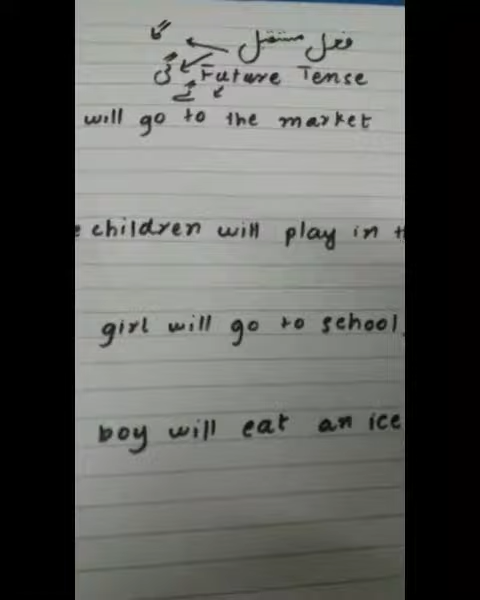 گا فعل مستقبل
گی Future Tense
گے
will go to the market
children will play in
girl will go to school.
boy will eat an ice